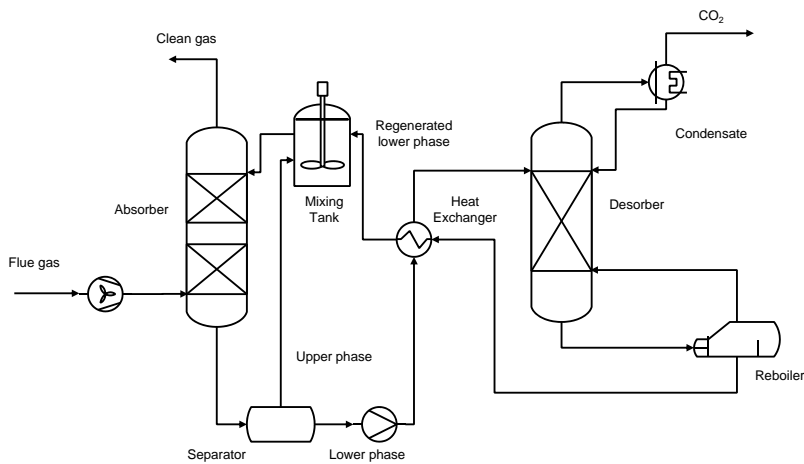 CO₂
Clean gas
Regenerated
lower phase
Condensate
Mixing
Tank
Absorber
Heat
Exchanger
Desorber
Flue gas
Upper phase
Reboiler
Separator
Lower phase